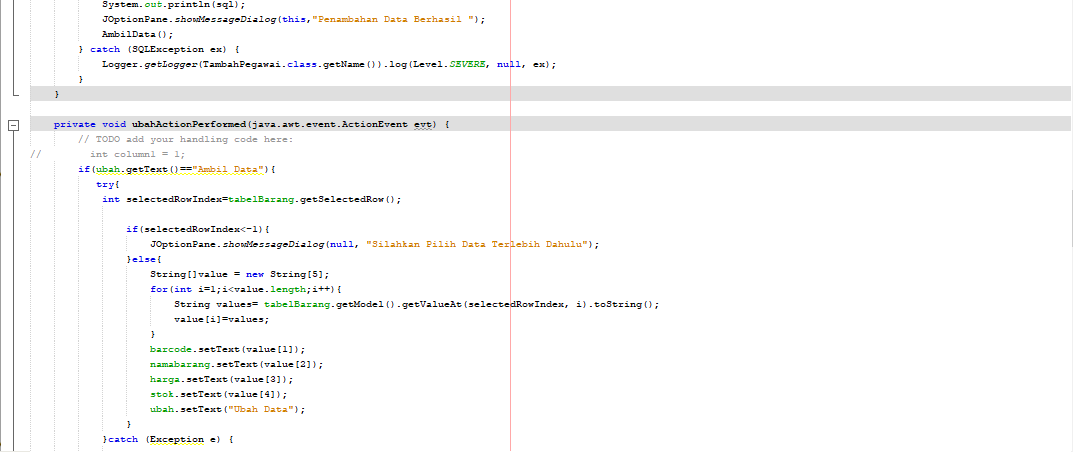 System.out.println(sql);
JOptionPane.showMessageDialog(this,"Penambahan Data Berhasil ");
AmbilData();
} catch (SQLException ex) {
Logger.getLogger(TambahPegawai.class.getName()).log(Level.SEVERE, null, ex);
}
}
private void ubahActionPerformed(java.awt.event.ActionEvent evt) {
// TODO add your handling code here:
// int column1 = 1;
if(ubah.getText()=="Ambil Data"){
try{
int selectedRowIndex=tabelBarang.getSelectedRow();
if(selectedRowIndex<-1){
JOptionPane.showMessageDialog(null, "Silahkan Pilih Data Terlebih Dahulu");
}else{
String[]value = new String[5];
for(int i=1;i<value.length;i++){
String values= tabelBarang.getModel().getValueAt(selectedRowIndex, i).toString();
value[i]=values;
}
barcode.setText(value[1]);
namabarang.setText(value[2]);
harga.setText(value[3]);
stok.setText(value[4]);
ubah.setText("Ubah Data");
}
}catch (Exception e) {